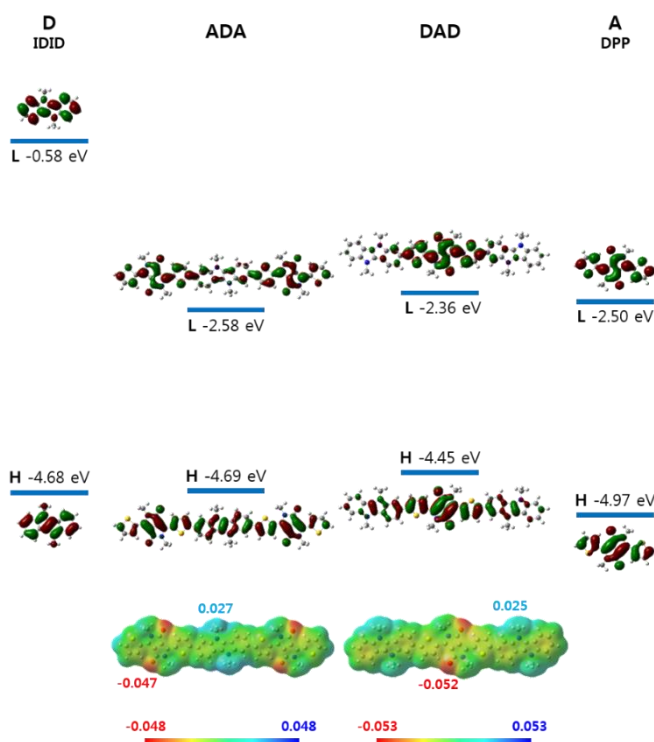 D
IDID
ADA
DAD
A
DPP
L -0.58 eV
L -2.58 eV
L -2.36 eV
L -2.50 eV
H -4.68 eV
H -4.69 eV
H -4.45 eV
H -4.97 eV
0.027
0.025
-0.047
-0.052
-0.048
0.048
-0.053
0.053